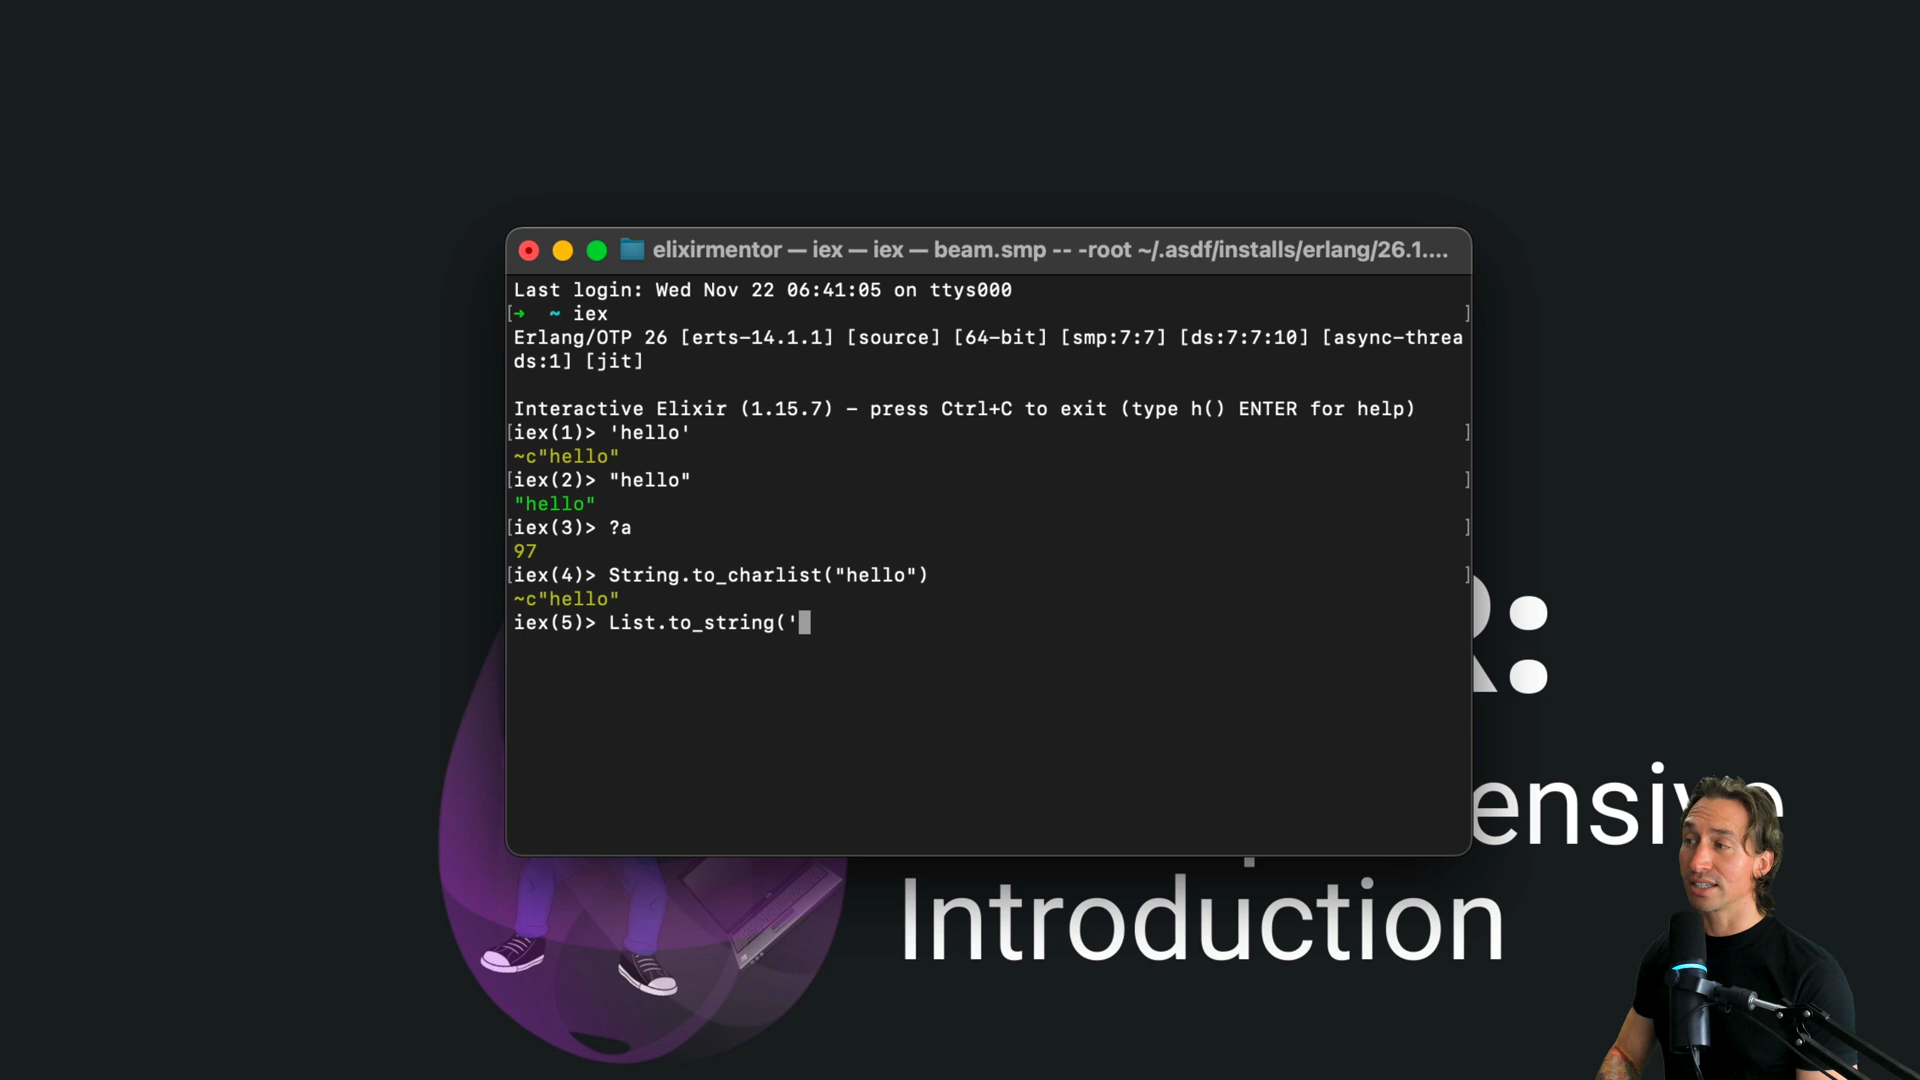 elixirmentor — iex — iex — beam.smp -- -root ~/.asdf/installs/erlang/26.1....
Last login: Wed Nov 22 06:41:05 on ttys000
[➜  ~ iex ]
Erlang/OTP 26 [erts-14.1.1] [source] [64-bit] [smp:7:7] [ds:7:7:10] [async-threa
ds:1] [jit]
Interactive Elixir (1.15.7) – press Ctrl+C to exit (type h() ENTER for help)
[iex(1)> 'hello' ]
~c"hello"
[iex(2)> "hello" ]
"hello"
[iex(3)> ?a ]
97
[iex(4)> String.to_charlist("hello") ]
~c"hello"
iex(5)> List.to_string('
R:
ensive
Introduction